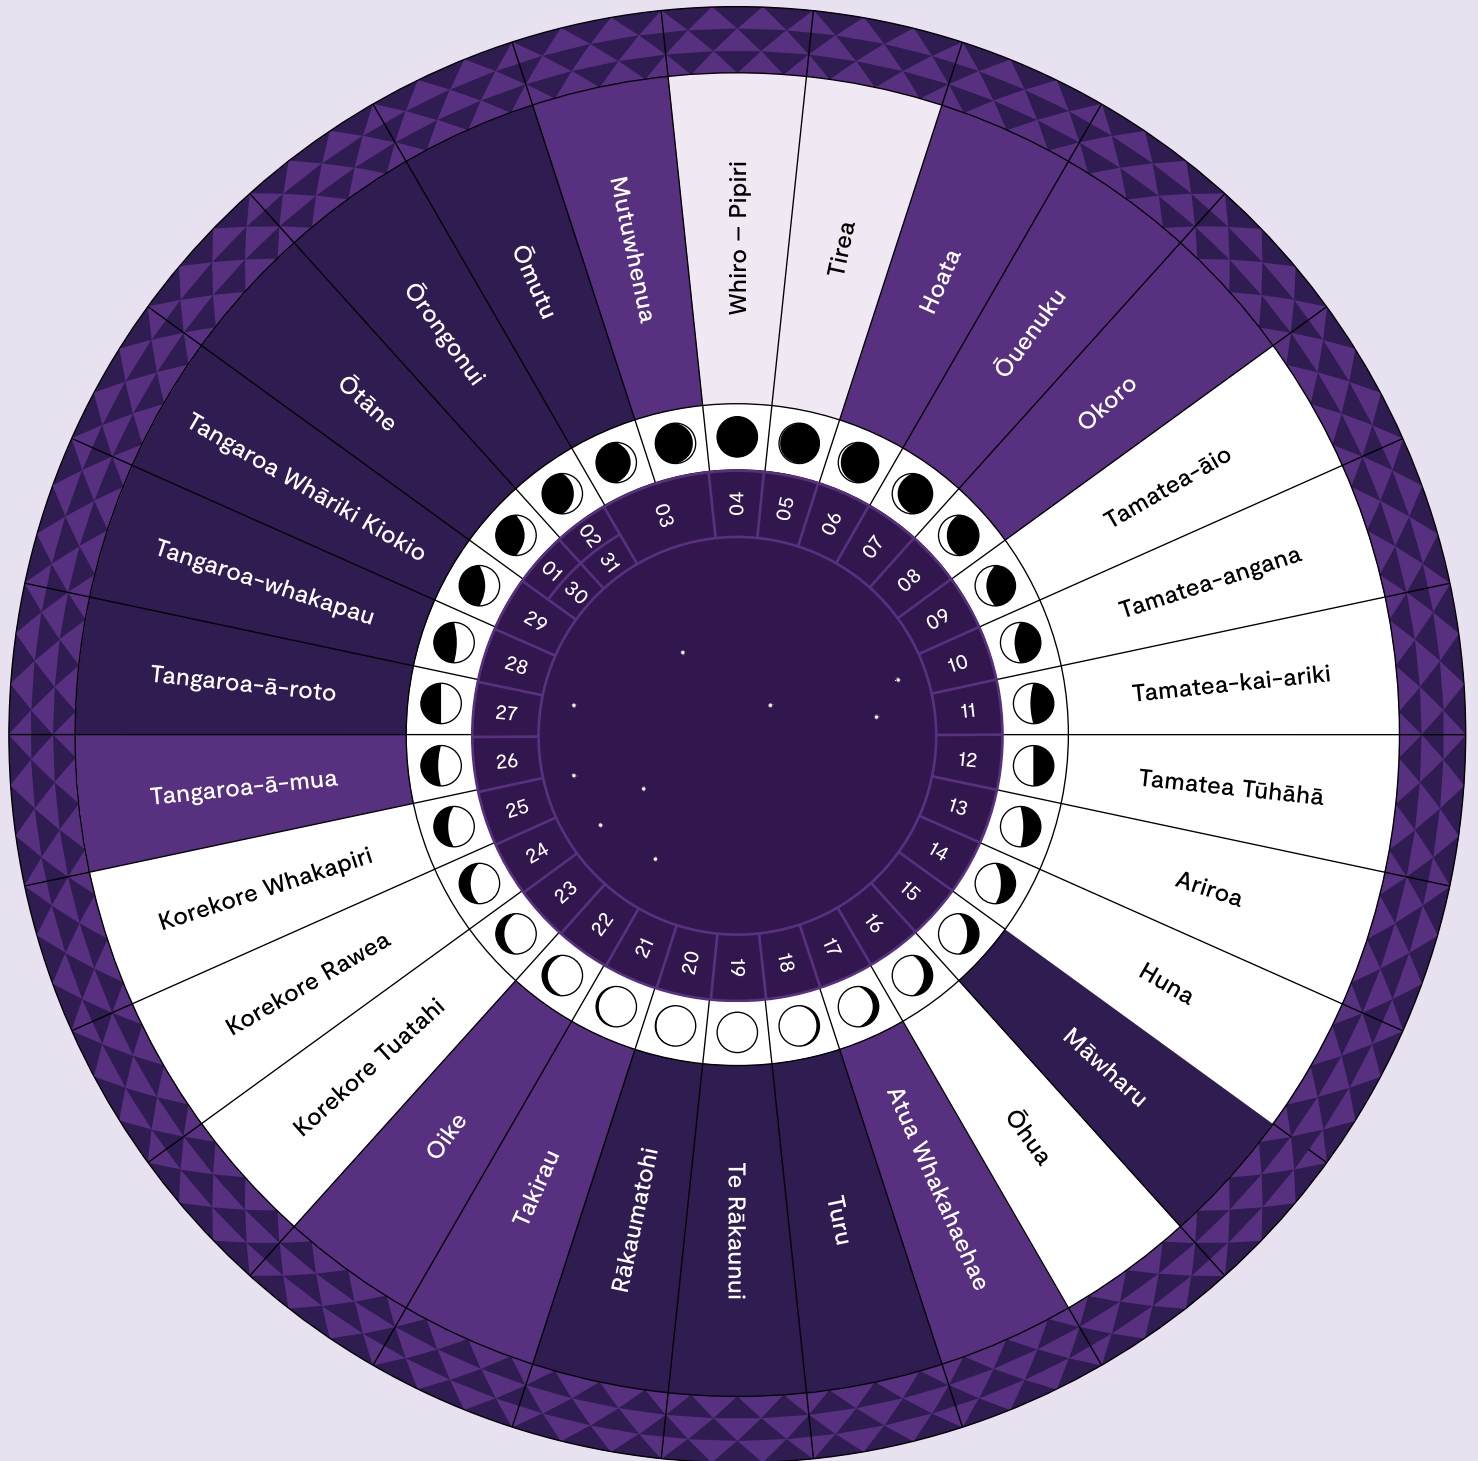 Whiro – Pipiri
Tirea
Hoata
Ōuenuku
Okoro
Tamatea-āio
Tamatea-angana
Tamatea-kai-ariki
Tamatea Tūhāhā
Ariroa
Huna
Māwharu
Ōhua
Atua Whakahaehae
Turu
Te Rākaunui
Rākaumatohi
Takirau
Oike
Korekore Tuatahi
Korekore Rawea
Korekore Whakapiri
Tangaroa-ā-mua
Tangaroa-ā-roto
Tangaroa-whakapau
Tangaroa Whāriki Kiokio
Ōtāne
Ōrongonui
Ōmutu
Mutuwhenua
04
05
06
07
08
09
10
11
12
13
14
15
16
17
18
19
20
21
22
23
24
25
26
27
28
29
01
30
02
31
03